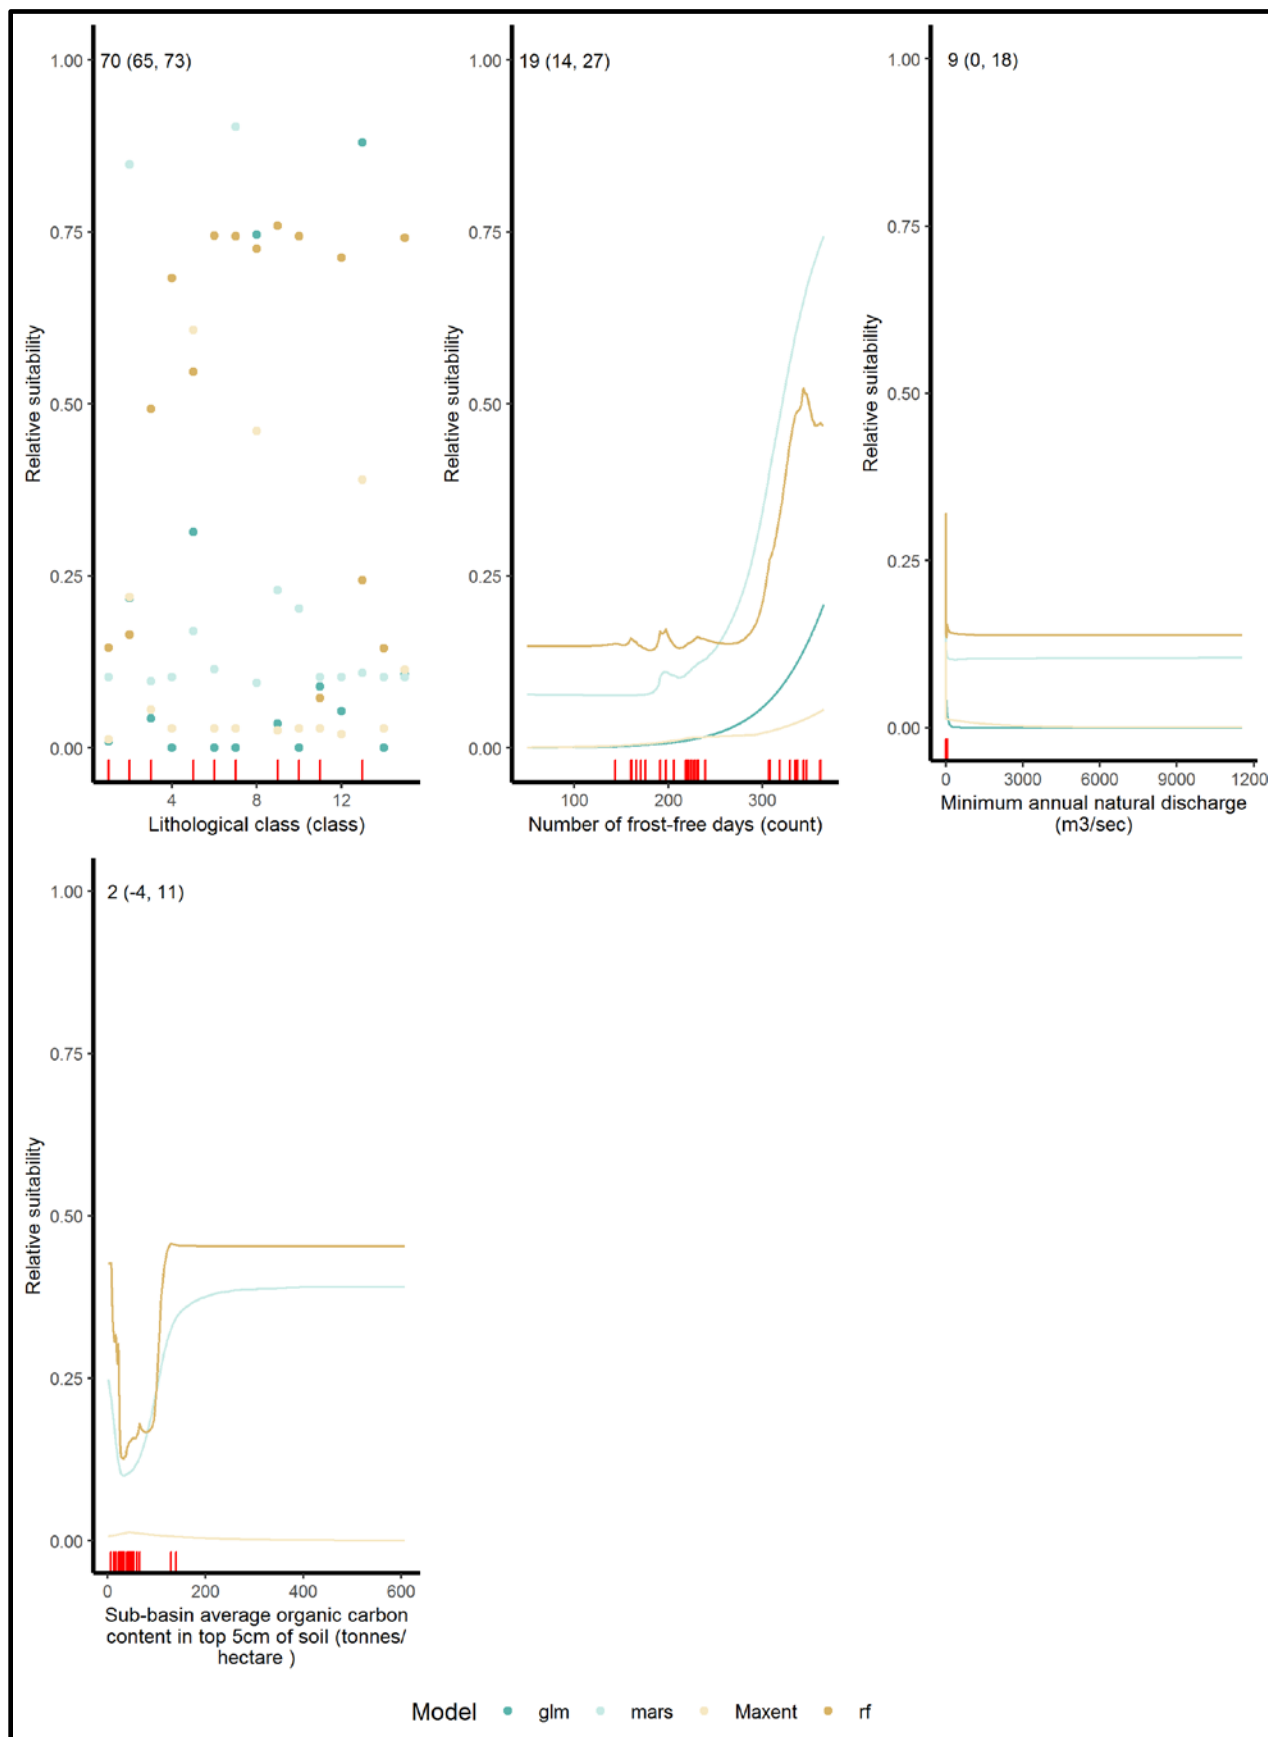 70 (65, 73)
1.00
0.75
0.50
0.25
0.00
Relative suitability
4
8
12
Lithological class (class)
19 (14, 27)
1.00
0.75
0.50
0.25
0.00
Relative suitability
100
200
300
Number of frost-free days (count)
9 (0, 18)
1.00
0.75
0.50
0.25
0.00
Relative suitability
0
3000
6000
9000
1200
Minimum annual natural discharge
(m3/sec)
2 (-4, 11)
1.00
0.75
0.50
0.25
0.00
Relative suitability
0
200
400
600
Sub-basin average organic carbon
content in top 5cm of soil (tonnes/
hectare )
Model glm mars Maxent rf